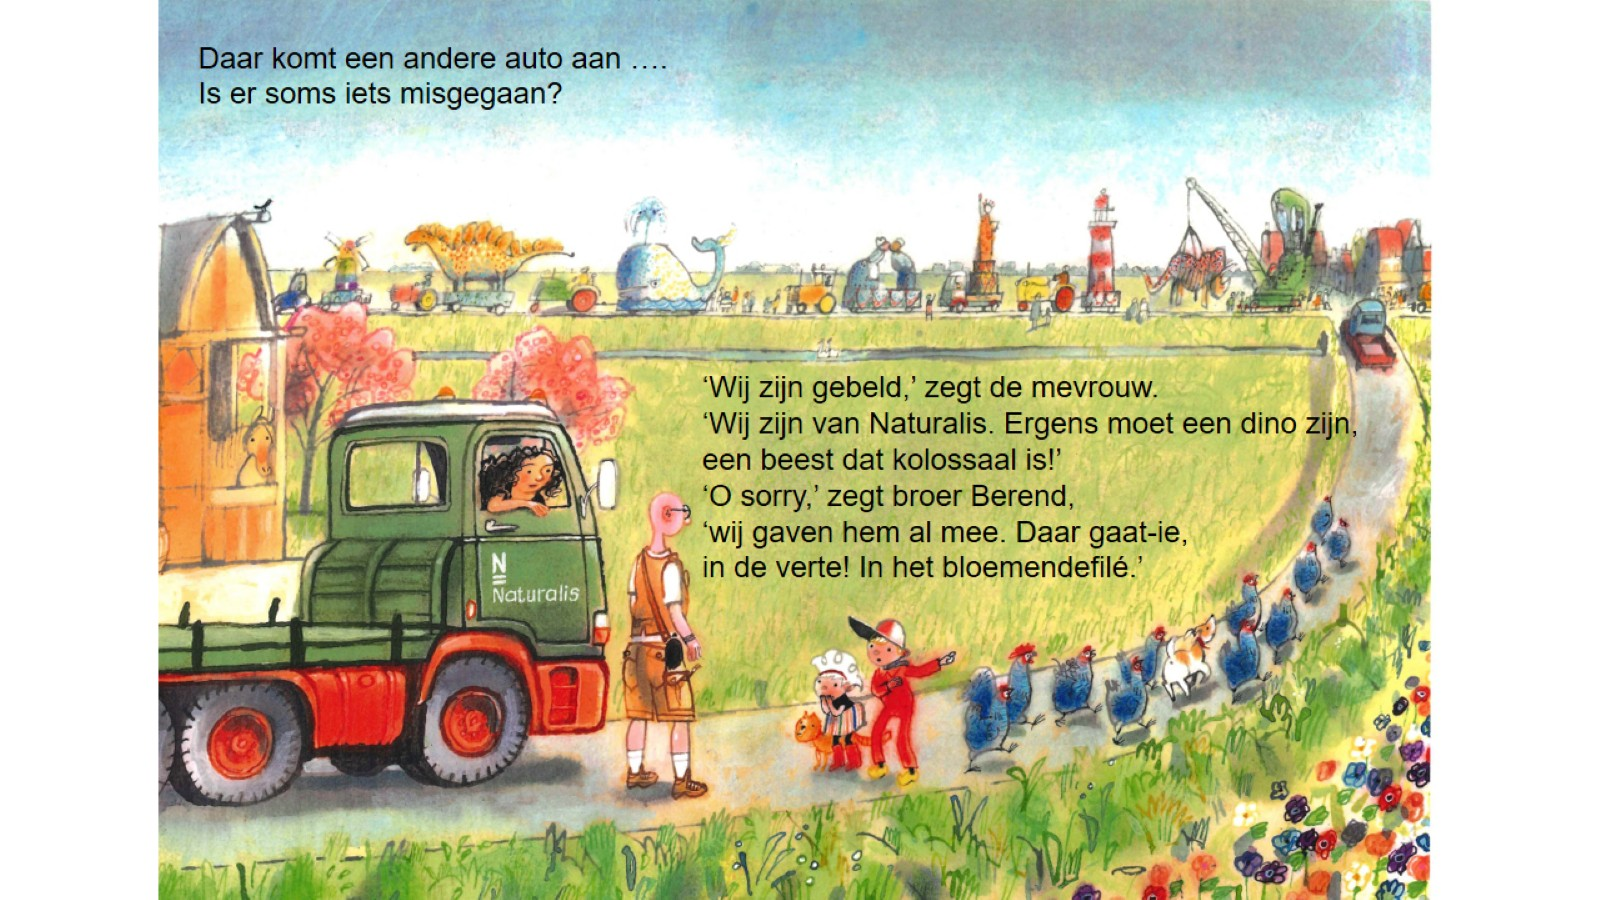 Daar komt een andere auto aan ….
Is er soms iets misgegaan?
‘Wij zijn gebeld,’ zegt de mevrouw.
‘Wij zijn van Naturalis. Ergens moet een dino zijn,
een beest dat kolossaal is!’
‘O sorry,’ zegt broer Berend,
‘wij gaven hem al mee. Daar gaat-ie,
in de verte! In het bloemendefilé.’
N
Naturalis